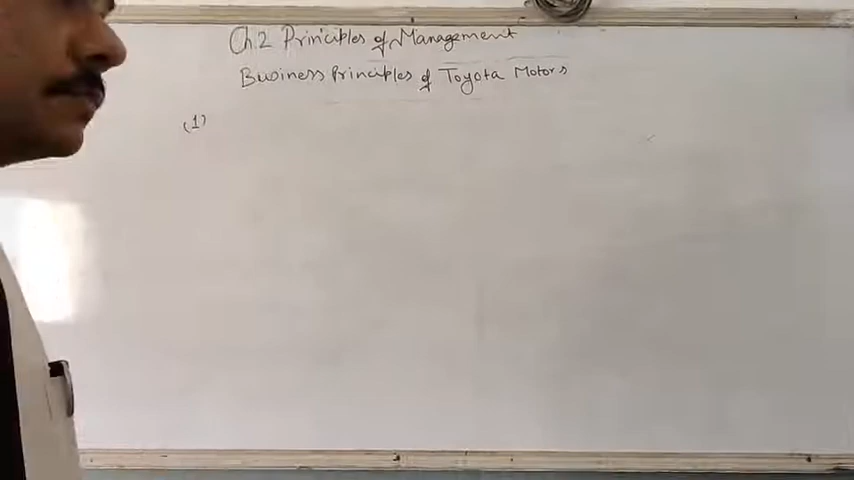 Ch.2 Principles of Management
Business Principles of Toyota Motors
(1)